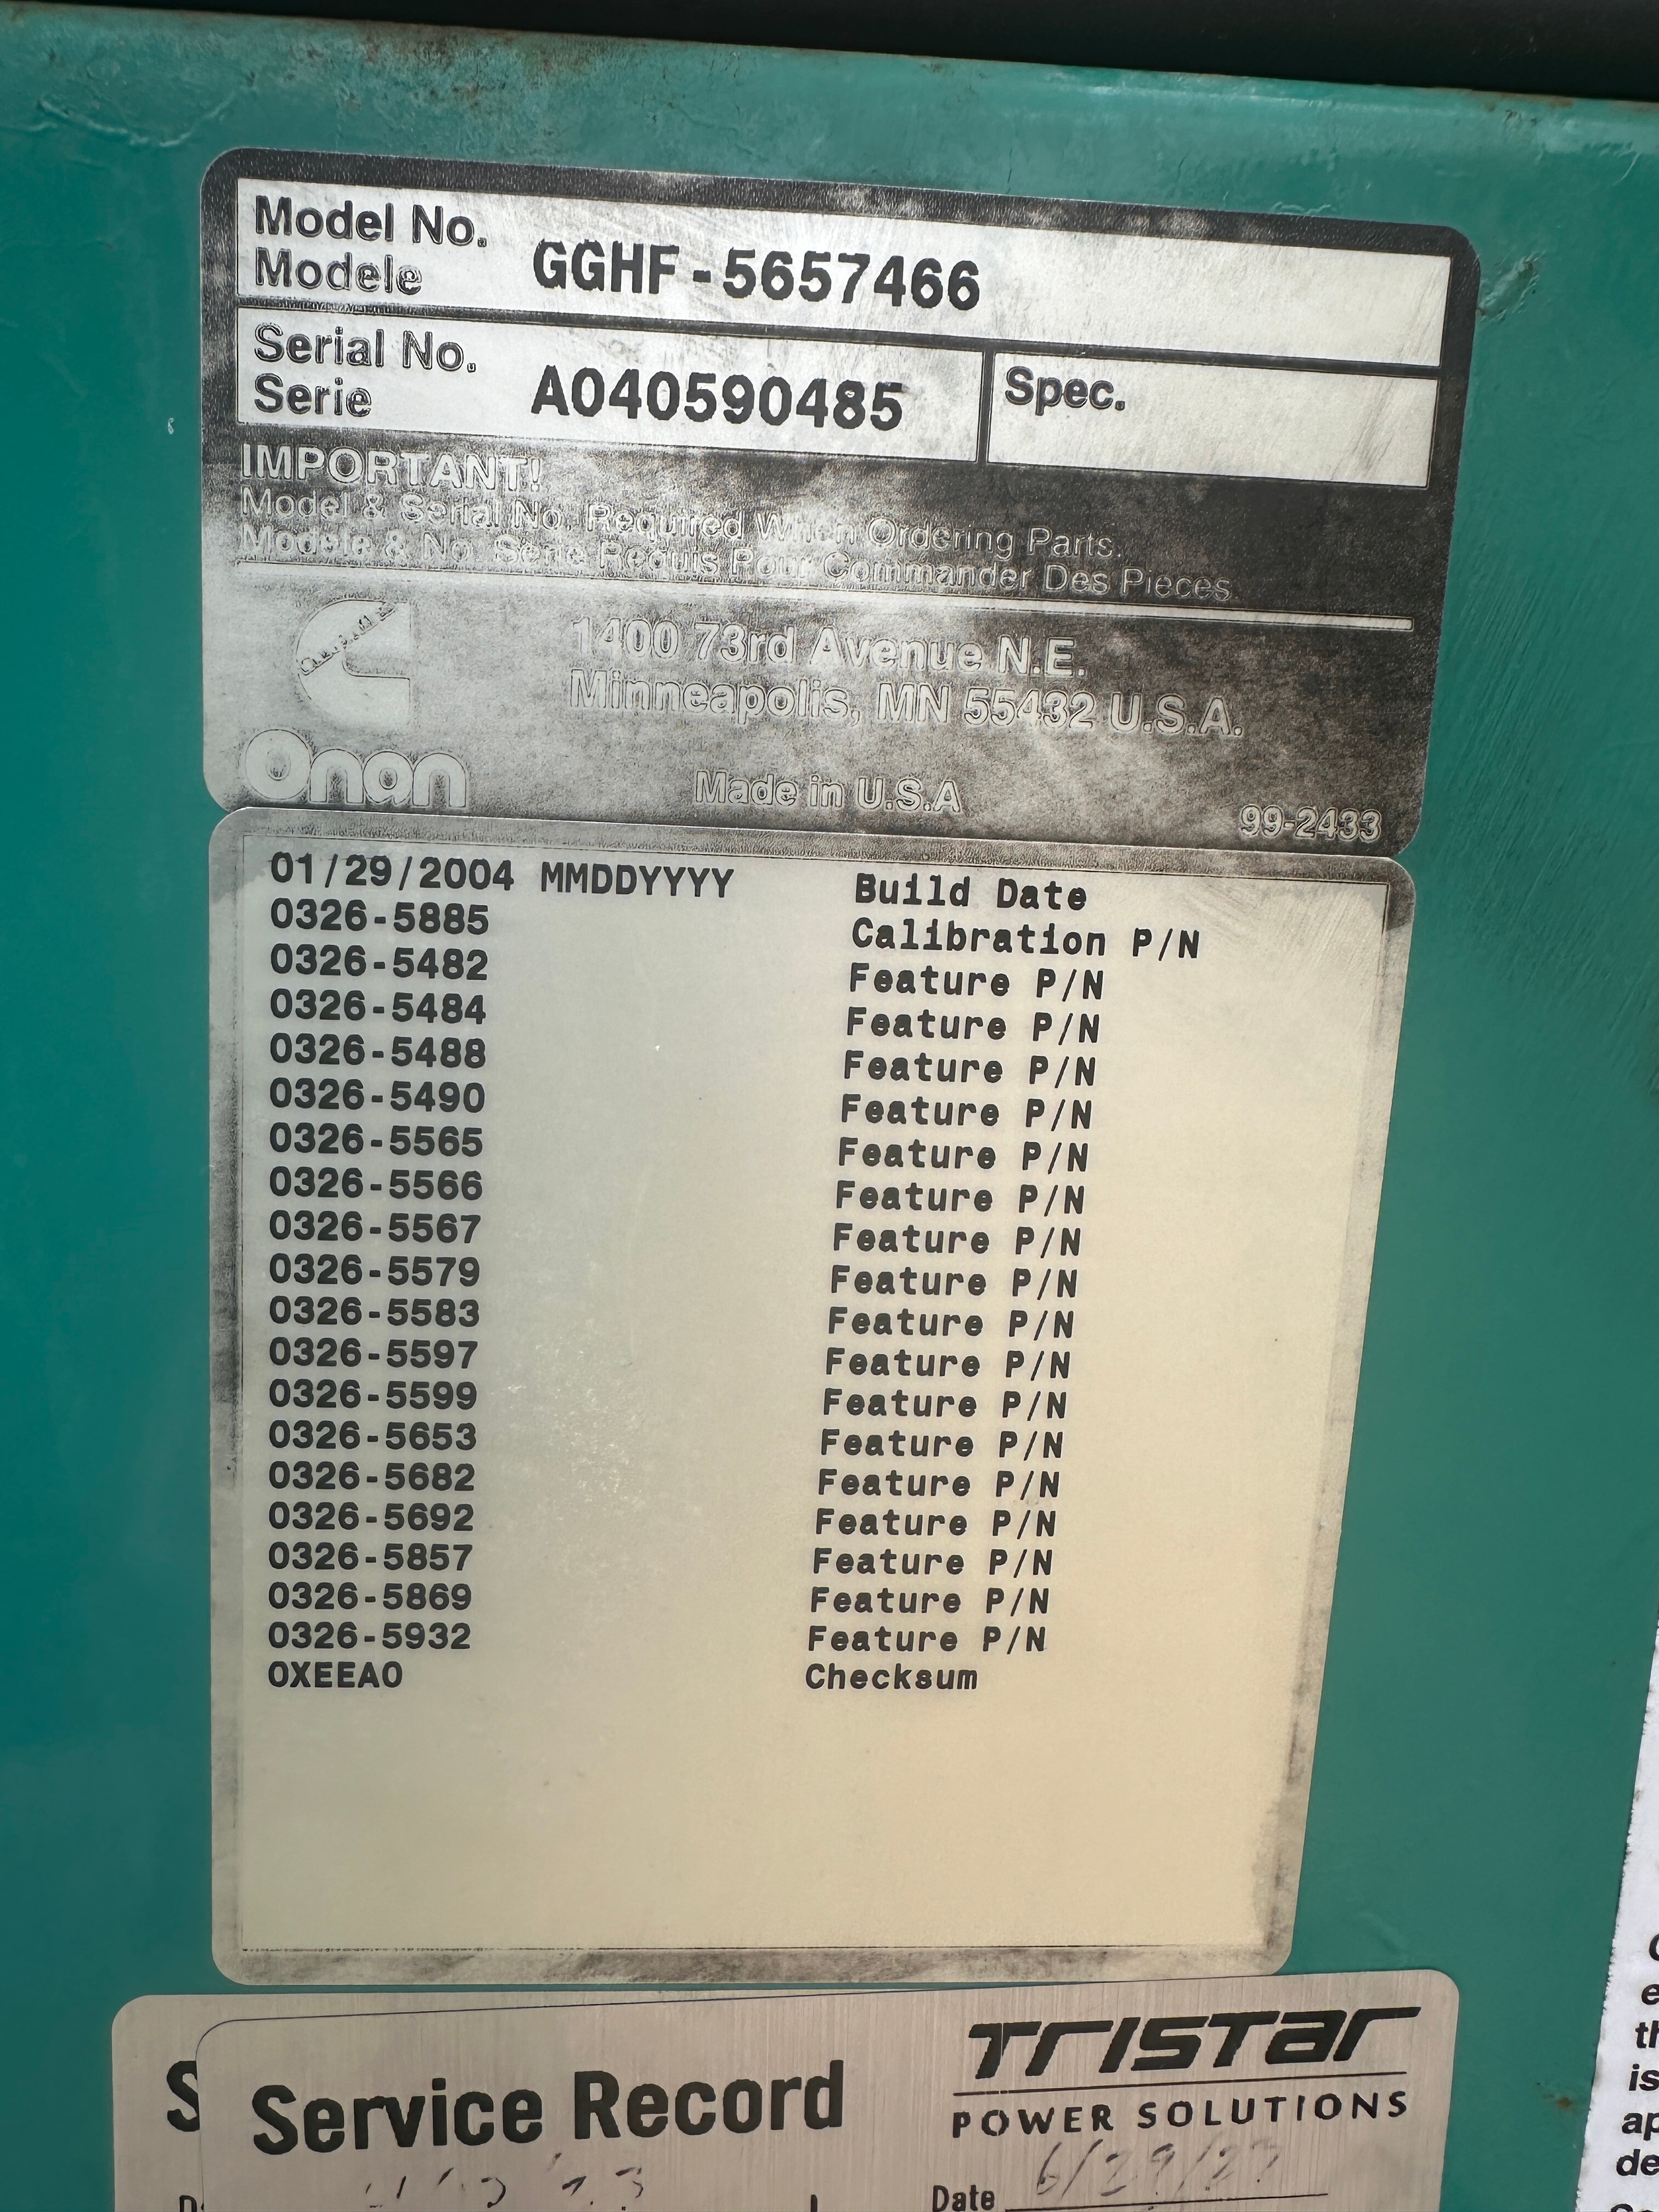 Model No.
Modele
GGHF-5657466
Serial No.
Serie
A040590485
Spec.
IMPORTANT!
Model & Serial No. Required When Ordering Parts.
Modele & No. Serie Requis Pour Commander Des Pieces.
1400 73rd Avenue N.E.
Minneapolis, MN 55432 U.S.A.
Onan
Made in U.S.A
99-2433
01/29/2004 MMDDYYYY Build Date
0326-5885 Calibration P/N
0326-5482 Feature P/N
0326-5484 Feature P/N
0326-5488 Feature P/N
0326-5490 Feature P/N
0326-5565 Feature P/N
0326-5566 Feature P/N
0326-5567 Feature P/N
0326-5579 Feature P/N
0326-5583 Feature P/N
0326-5597 Feature P/N
0326-5599 Feature P/N
0326-5653 Feature P/N
0326-5682 Feature P/N
0326-5692 Feature P/N
0326-5857 Feature P/N
0326-5869 Feature P/N
0326-5932 Feature P/N
0XEEA0 Checksum
TRISTAR
POWER SOLUTIONS
Service Record
Date